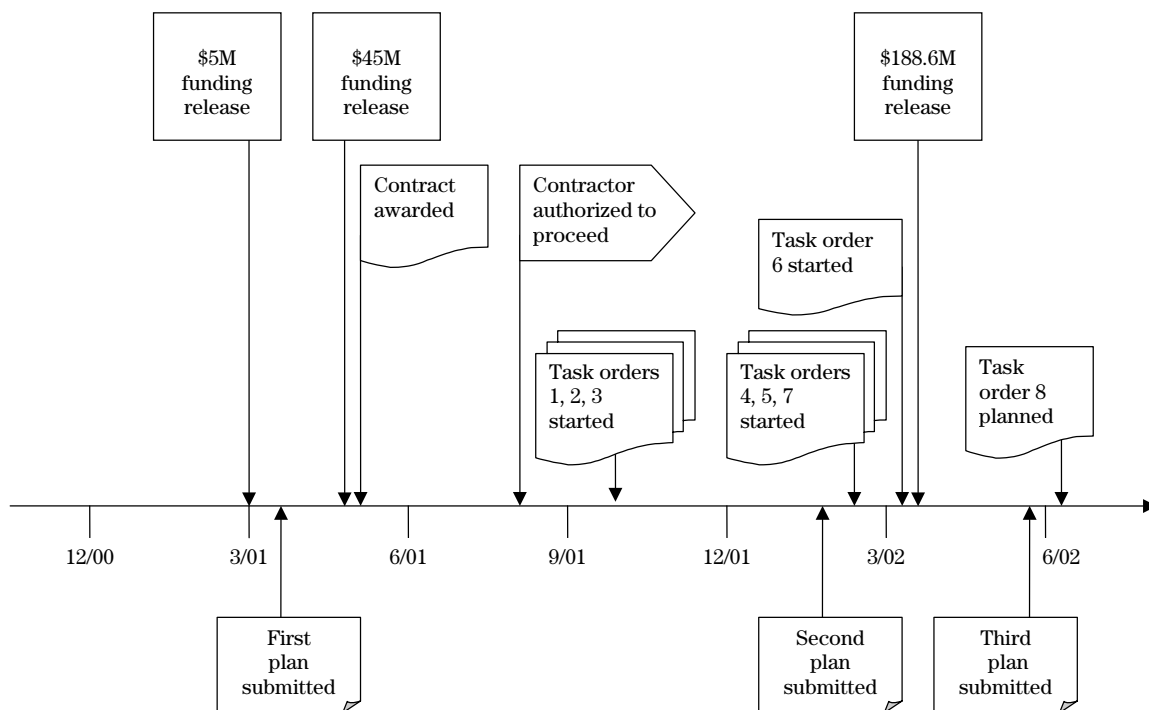 $5M
funding
release
$45M
funding
release
$188.6M
funding
release
Contract
awarded
Contractor
authorized to
proceed
Task order
6 started
Task orders
1, 2, 3
started
Task orders
4, 5, 7
started
Task
order 8
planned
12/00
3/01
6/01
9/01
12/01
3/02
6/02
First
plan
submitted
Second
plan
submitted
Third
plan
submitted